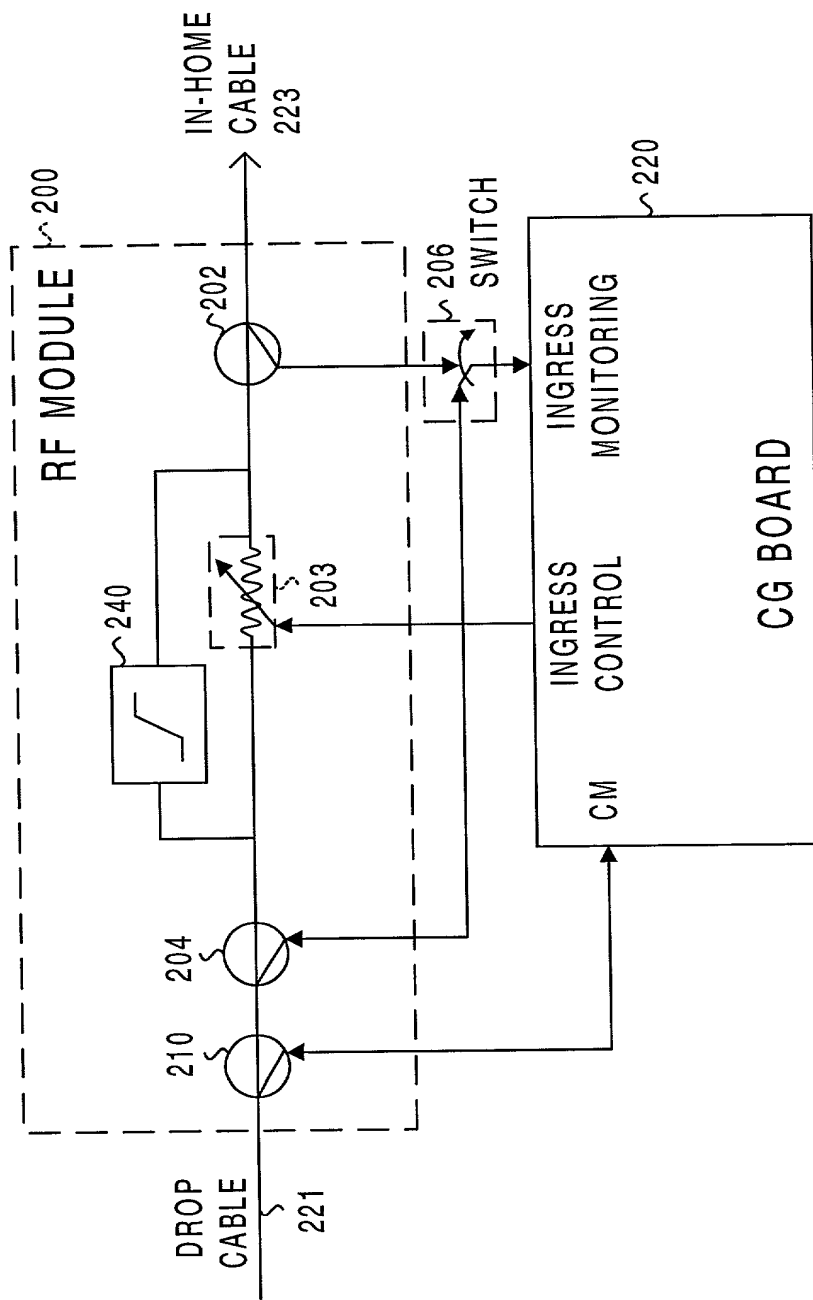 RF MODULE
200
IN-HOME
CABLE
223
240
202
203
206
SWITCH
204
210
DROP
CABLE
221
INGRESS
MONITORING
INGRESS
CONTROL
CM
CG BOARD
220